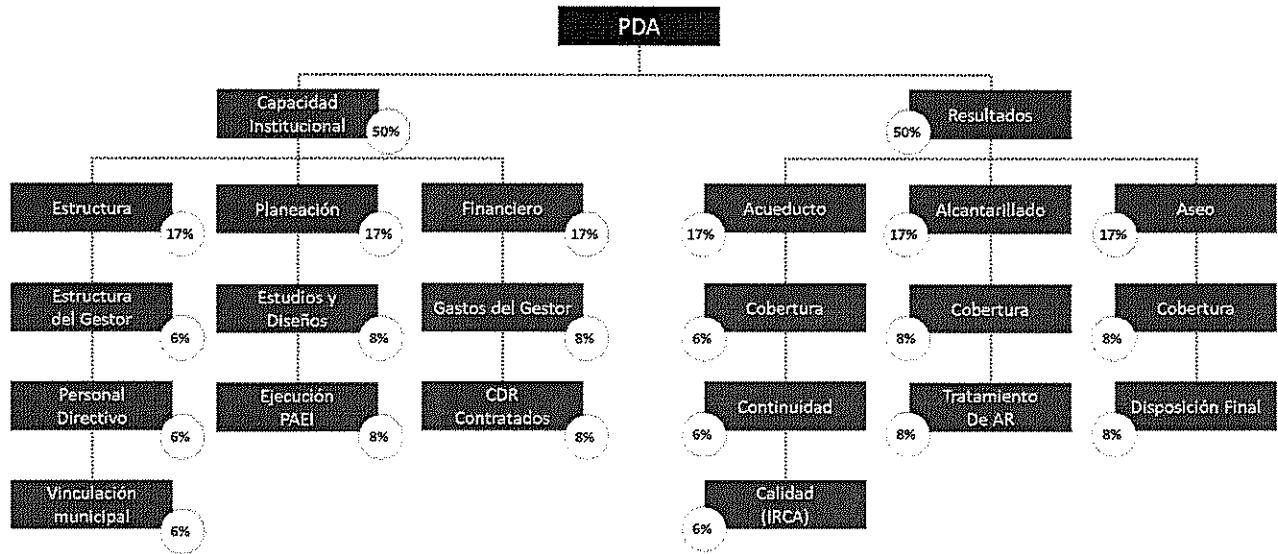 PDA
Capacidad
Institucional
50%
Resultados
50%
Estructura
17%
Planeación
17%
Financiero
17%
Acueducto
17%
Alcantarillado
17%
Aseo
17%
Estructura
del Gestor
6%
Estudios y
Diseños
8%
Gastos del Gestor
8%
Cobertura
6%
Cobertura
8%
Cobertura
8%
Personal
Directivo
6%
Ejecución
PAEI
8%
CDR
Contratados
8%
Continuidad
6%
Tratamiento
De AR
8%
Disposición Final
8%
Vinculación
municipal
6%
Calidad
(IRCA)
6%